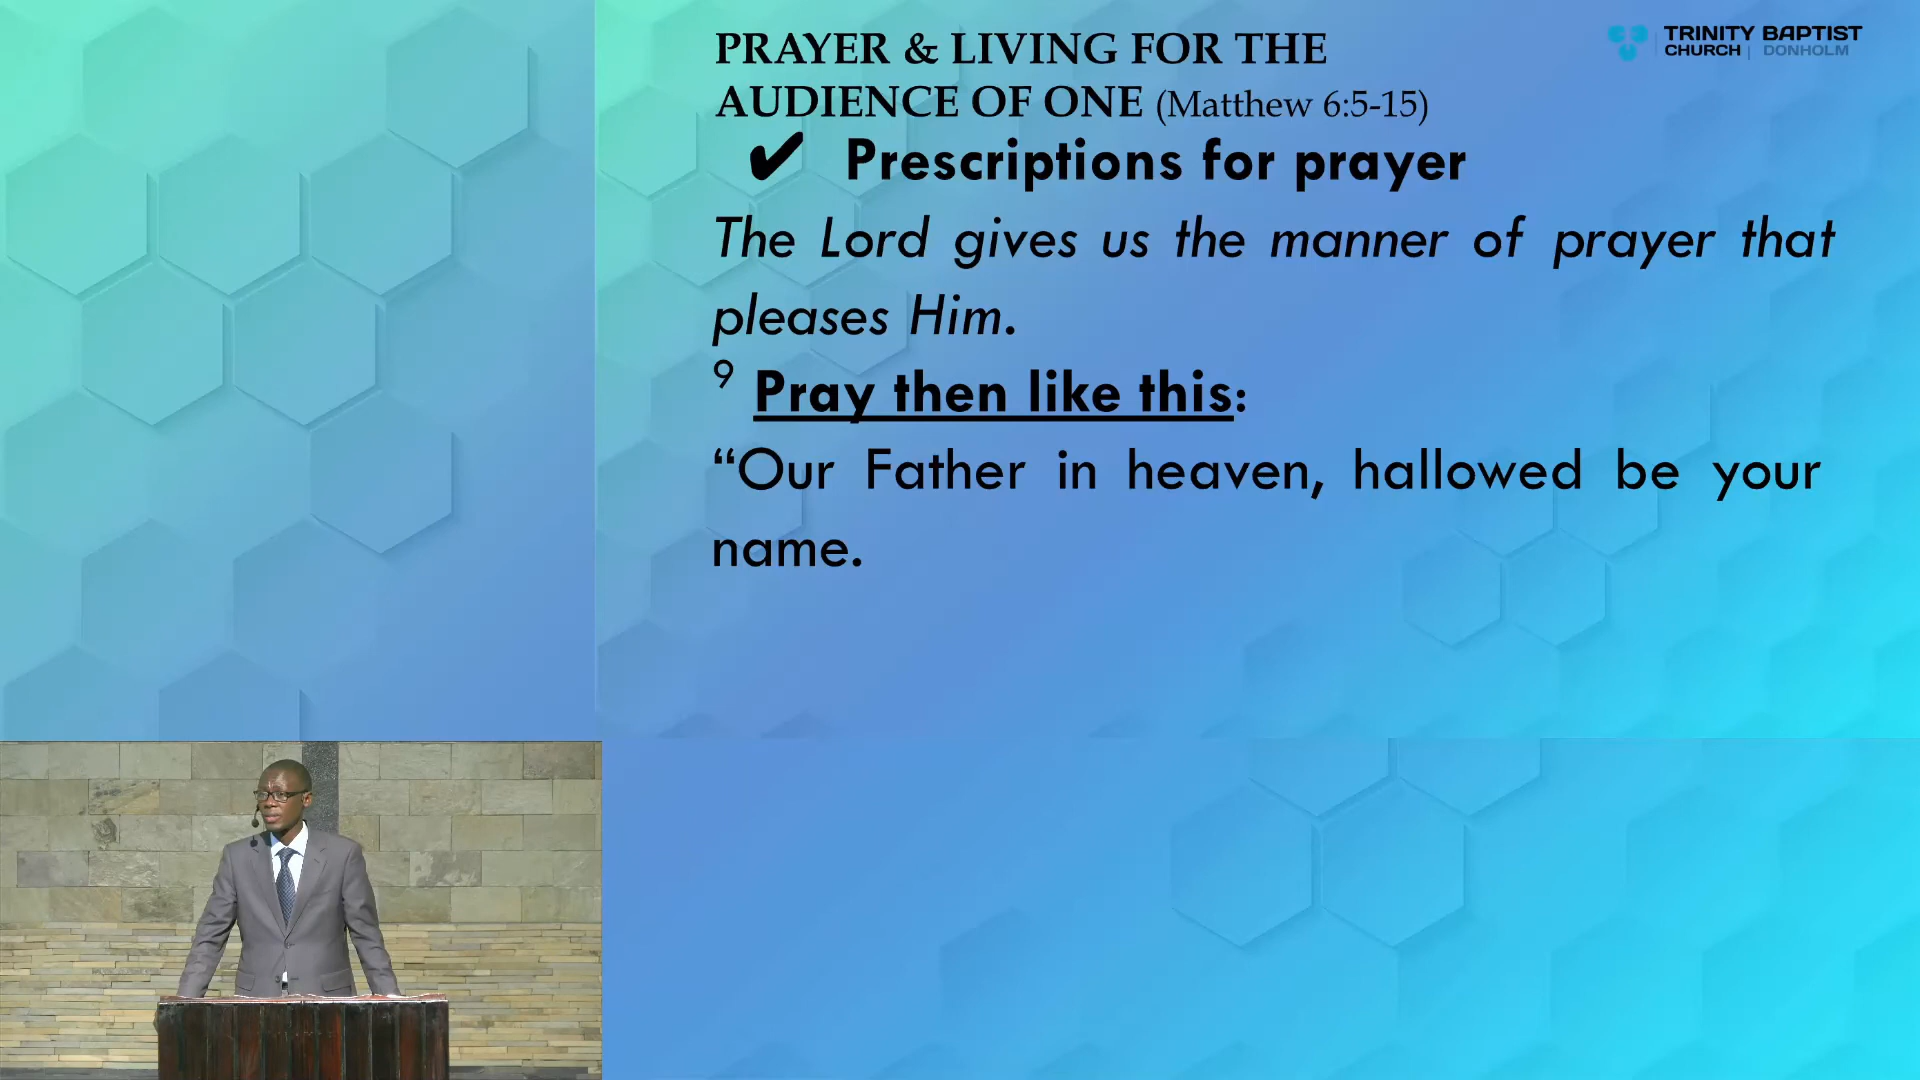 PRAYER & LIVING FOR THE
AUDIENCE OF ONE (Matthew 6:5-15)
TRINITY BAPTIST
CHURCH | DONHOLM
✔ Prescriptions for prayer
The Lord gives us the manner of prayer that
pleases Him.
9 Pray then like this:
“Our Father in heaven, hallowed be your
name.